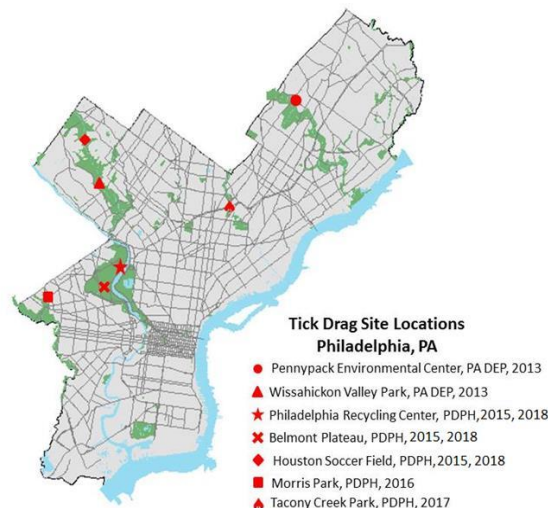 Tick Drag Site Locations
Philadelphia, PA
Pennypack Environmental Center, PA DEP, 2013
Wissahickon Valley Park, PA DEP, 2013
Philadelphia Recycling Center, PDPH, 2015, 2018
Belmont Plateau, PDPH, 2015, 2018
Houston Soccer Field, PDPH, 2015, 2018
Morris Park, PDPH, 2016
Tacony Creek Park, PDPH, 2017